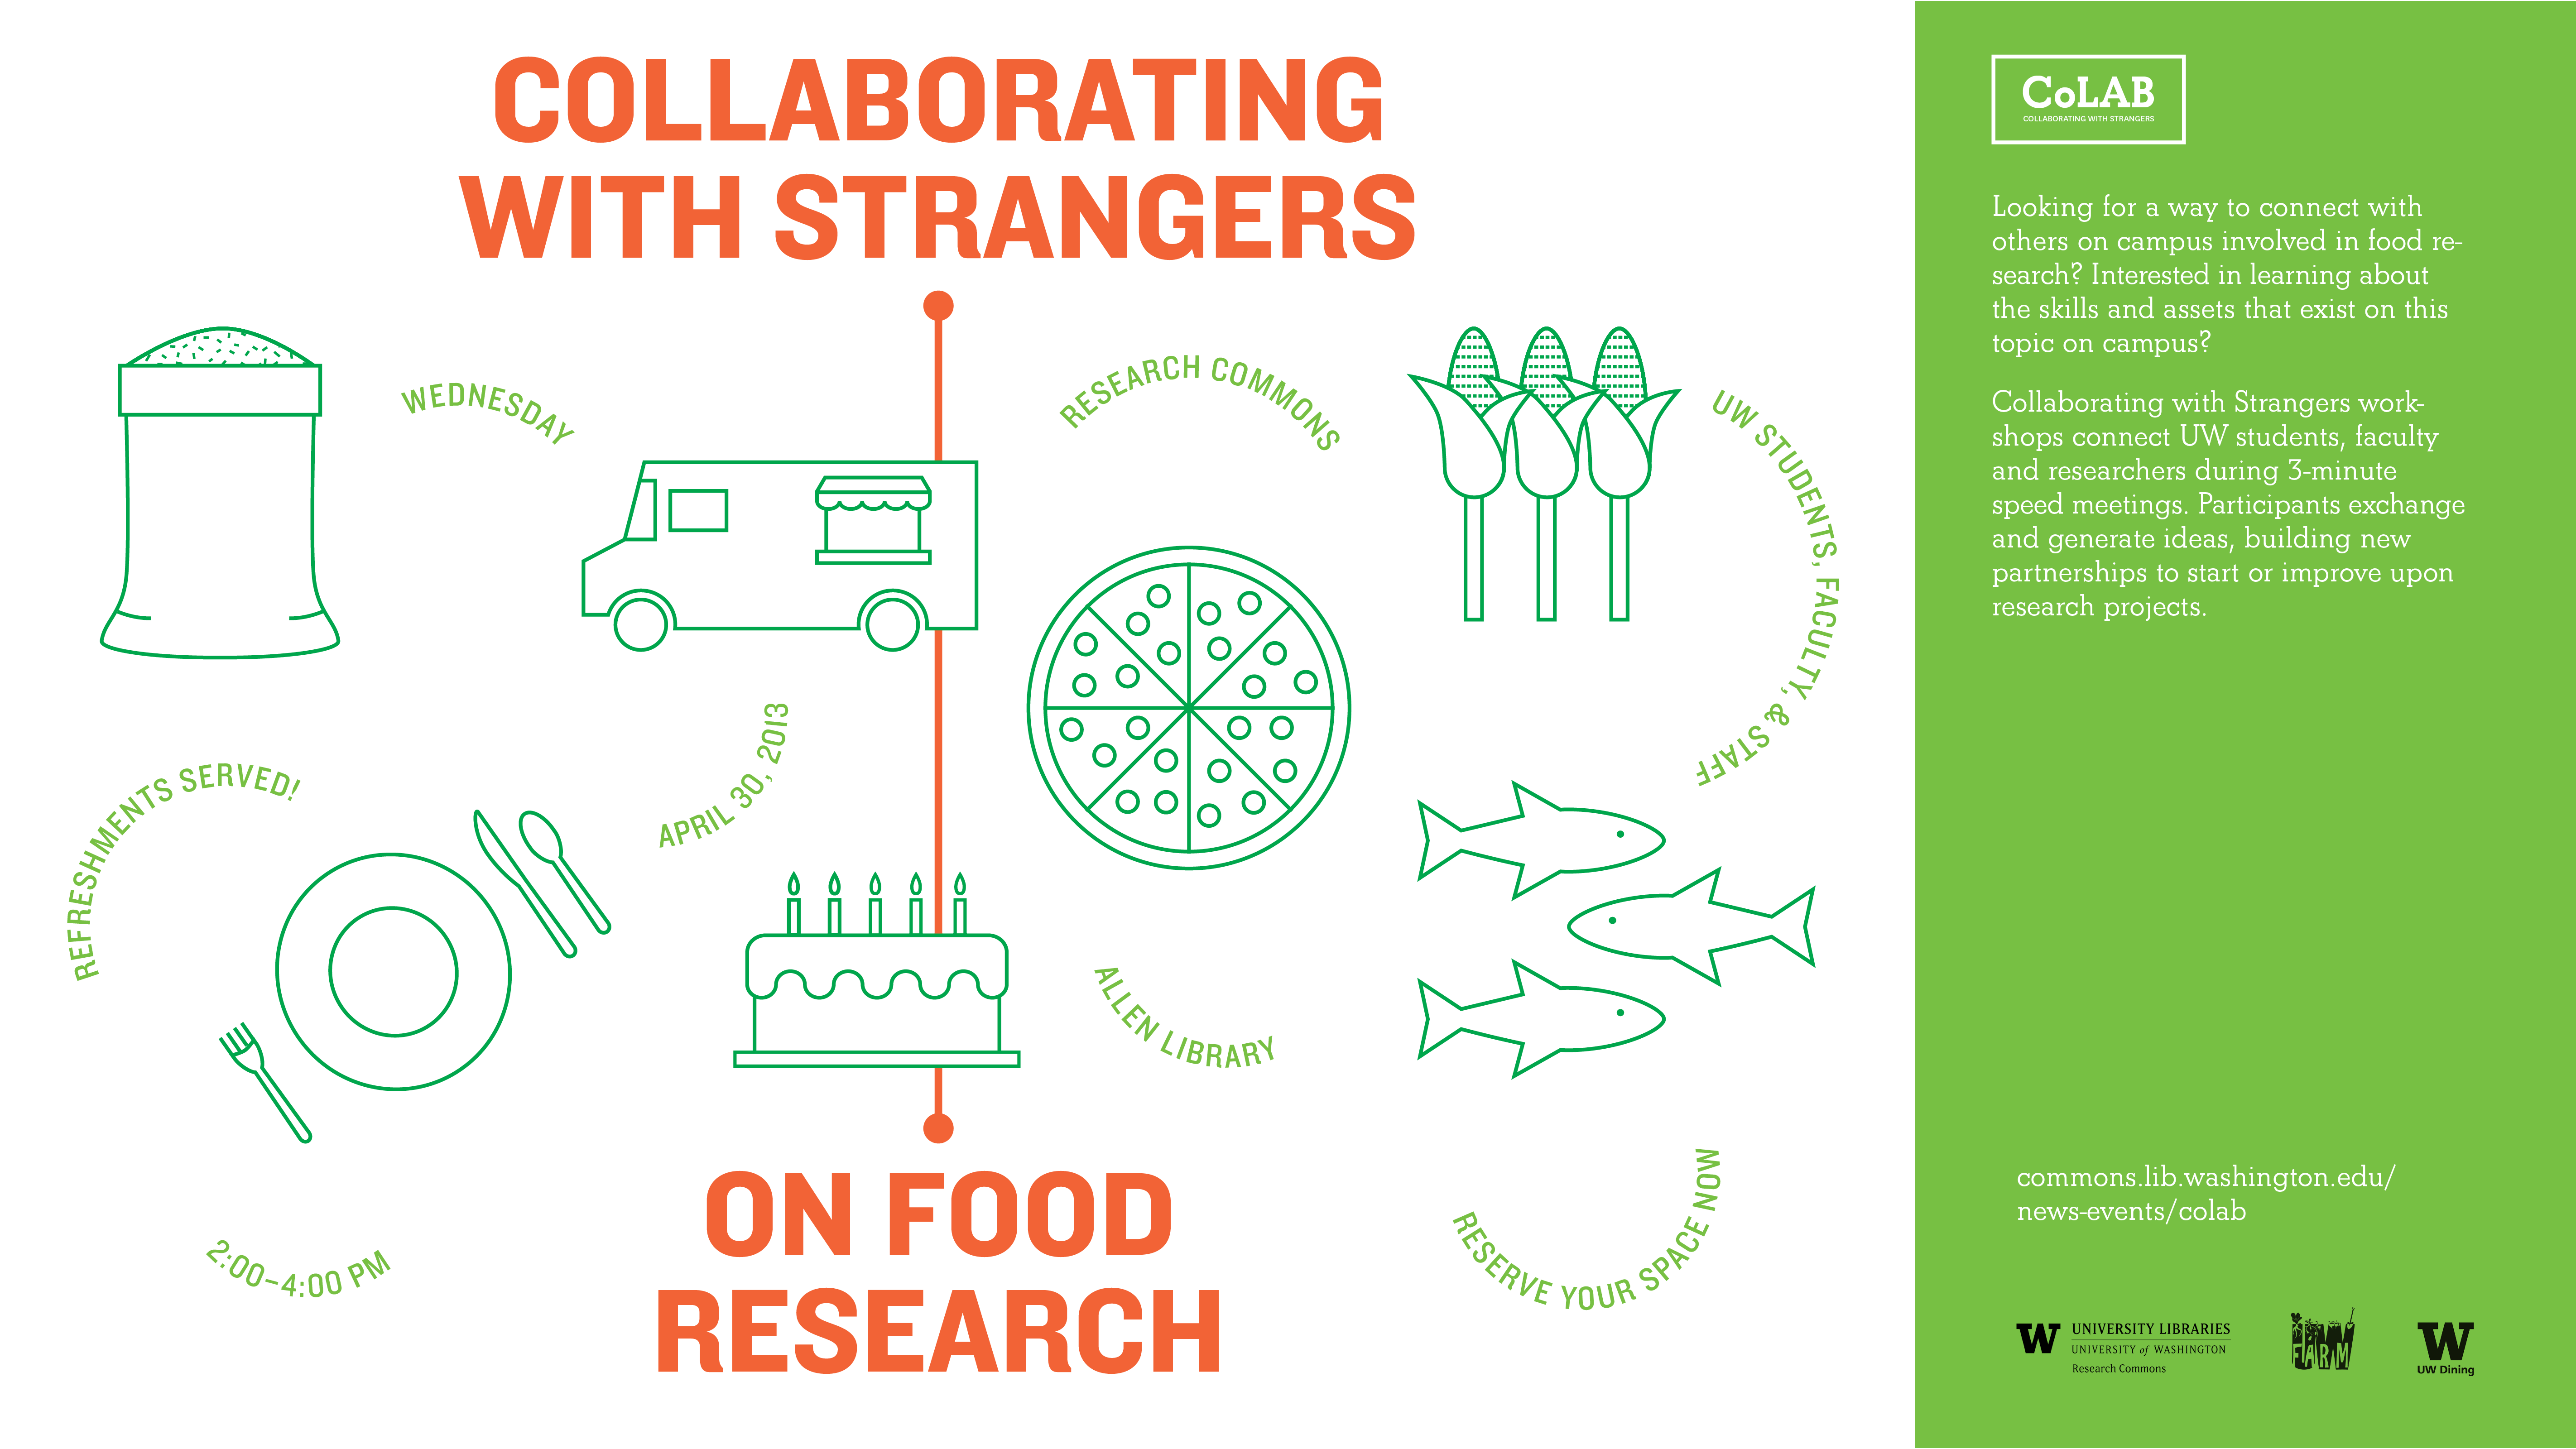 COLLABORATING
WITH STRANGERS
WEDNESDAY
RESEARCH COMMONS
UW STUDENTS, FACULTY, & STAFF
APRIL 30, 2013
REFRESHMENTS SERVED!
ALLEN LIBRARY
2:00–4:00 PM
RESERVE YOUR SPACE NOW
ON FOOD
RESEARCH
CoLAB
COLLABORATING WITH STRANGERS
Looking for a way to connect with
others on campus involved in food re-
search? Interested in learning about
the skills and assets that exist on this
topic on campus?
Collaborating with Strangers work-
shops connect UW students, faculty
and researchers during 3-minute
speed meetings. Participants exchange
and generate ideas, building new
partnerships to start or improve upon
research projects.
commons.lib.washington.edu/
news-events/colab
W UNIVERSITY LIBRARIES
UNIVERSITY of WASHINGTON
Research Commons
FARM
W
UW Dining